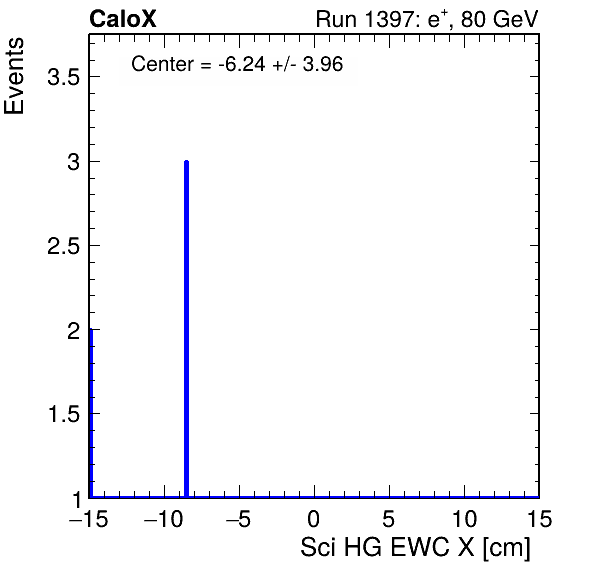 CaloX
Run 1397: e+, 80 GeV
Center = -6.24 +/- 3.96
Events
3.5
3
2.5
2
1.5
1
−15 −10 −5 0 5 10 15
Sci HG EWC X [cm]